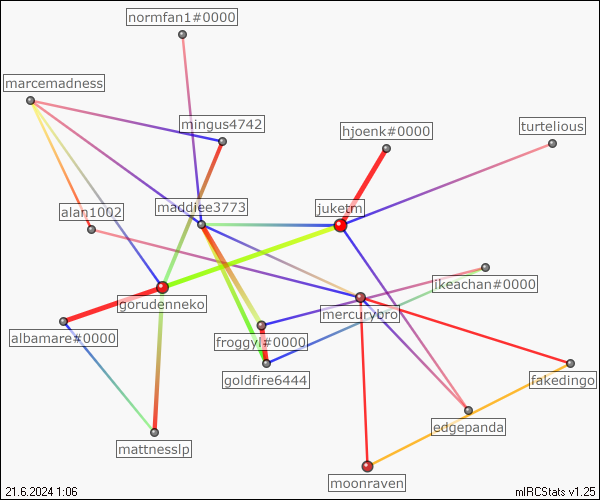 normfan1#0000
marcemadness
mingus4742
hjoenk#0000
turtelious
alan1002
maddiee3773
juketm
ikeachan#0000
gorudenneko
mercurybro
albamare#0000
froggyl#0000
goldfire6444
fakedingo
edgepanda
mattnesslp
moonraven
21.6.2024 1:06
mIRCStats v1.25